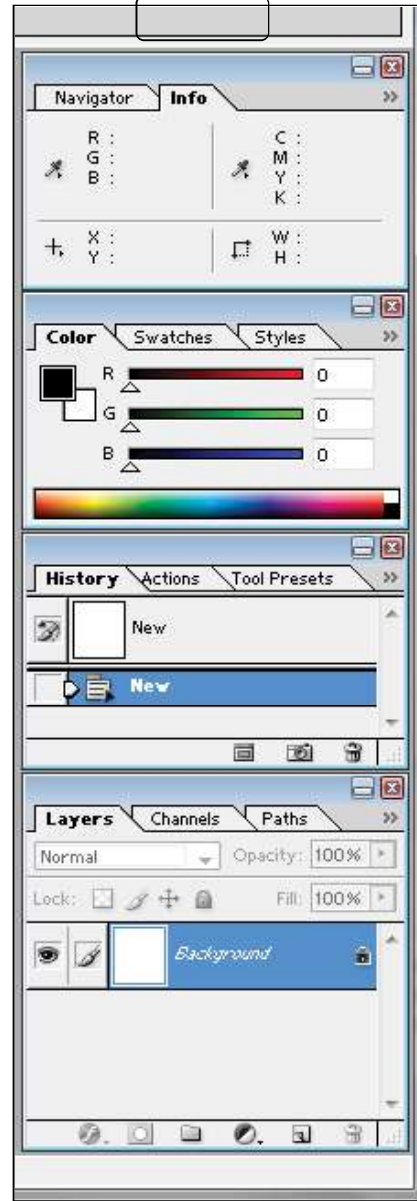 Navigator Info
R : C :
G : M :
B : Y :
K :
X : W :
Y : H :
Color Swatches Styles
R 0
G 0
B 0
History Actions Tool Presets
New
New
Layers Channels Paths
Normal Opacity: 100%
Lock: Fill: 100%
Background